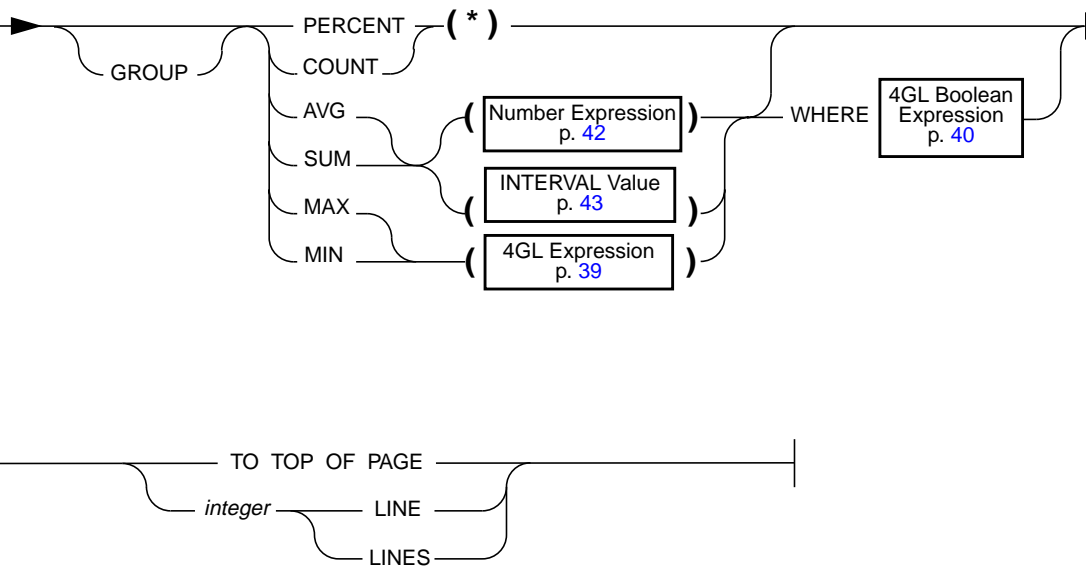 PERCENT ( * )
GROUP COUNT
AVG ( Number Expression p. 42 ) WHERE 4GL Boolean Expression p. 40
SUM
( INTERVAL Value p. 43 )
MAX
MIN ( 4GL Expression p. 39 )
TO TOP OF PAGE
integer LINE
LINES